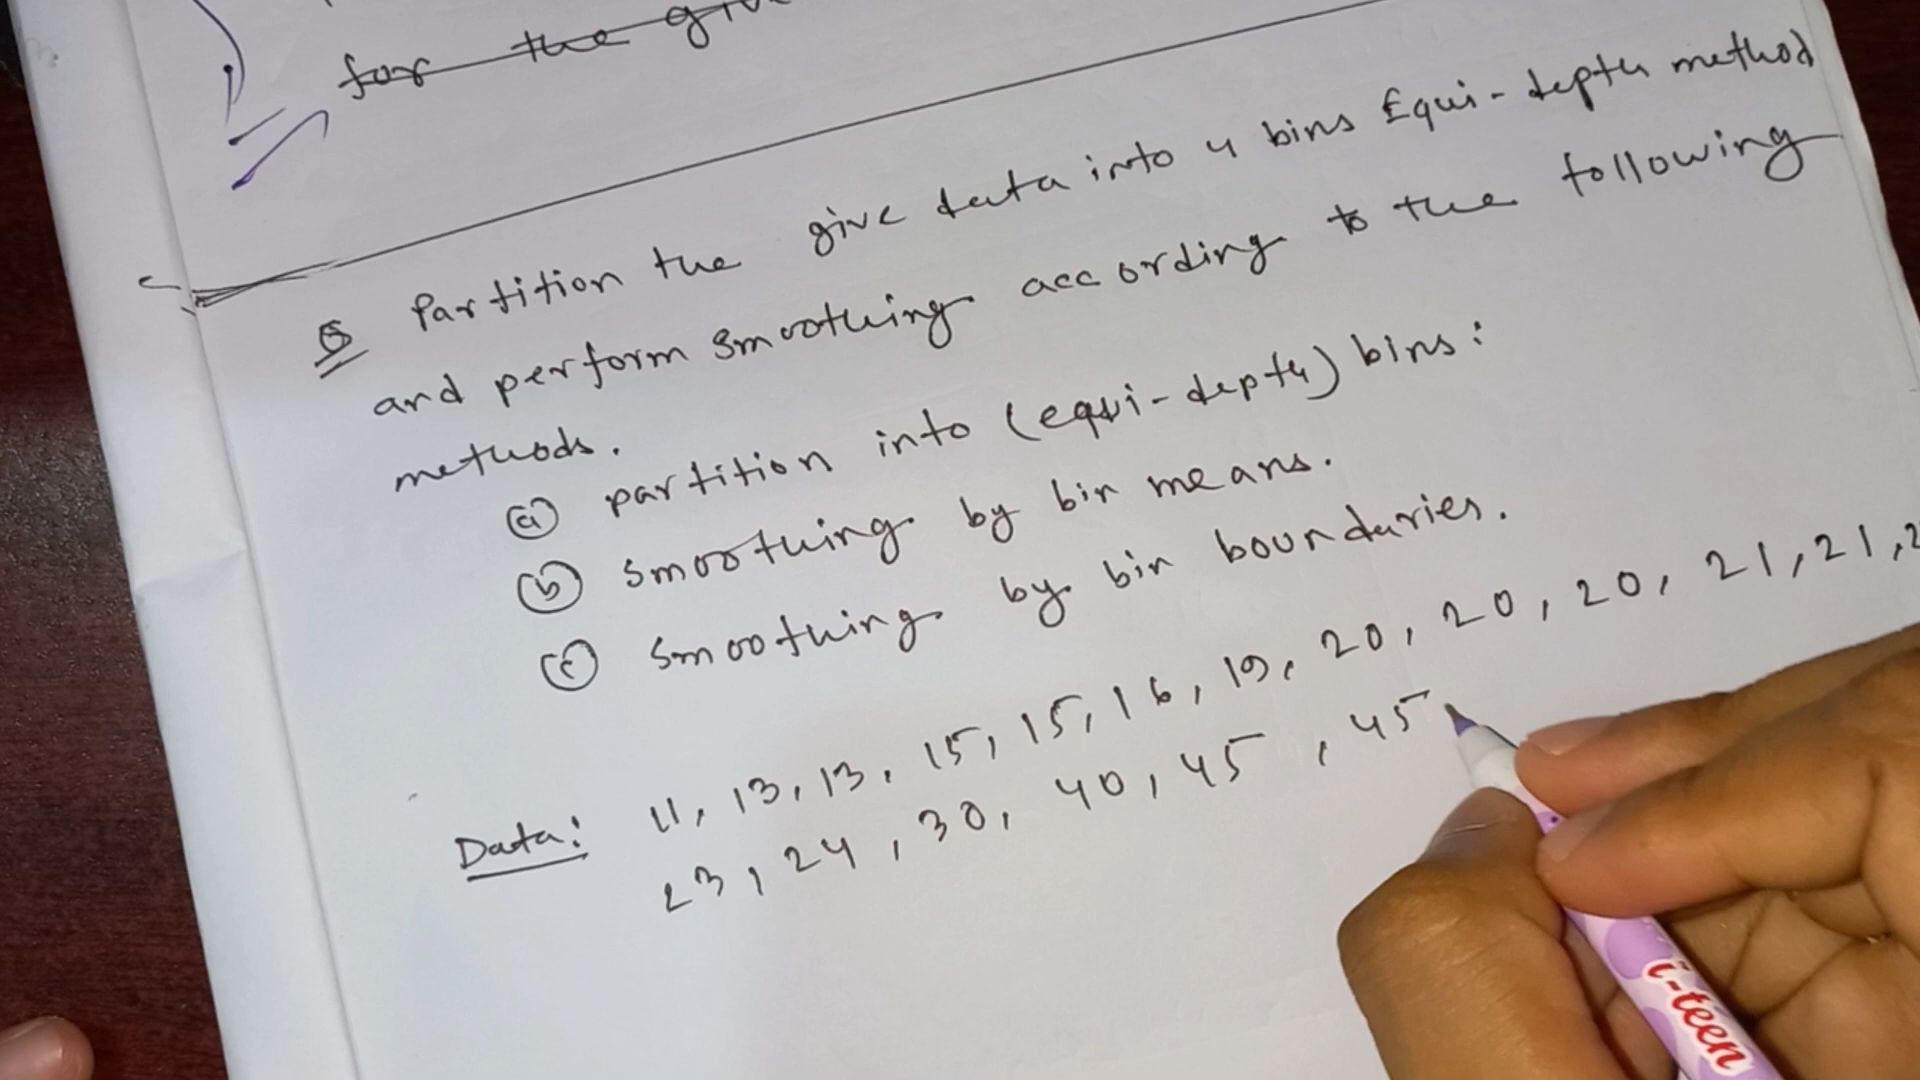 for the
Q Partition the give data into 4 bins Equi-depth method
and perform smoothing according to the following
methods.
(a) partition into (equi-depth) bins:
(b) smoothing by bin means.
(c) smoothing by bin boundaries.
Data: 11, 13, 13, 15, 15, 16, 19, 20, 20, 20, 21, 21, 2
23, 24, 30, 40, 45, 45
i-teen